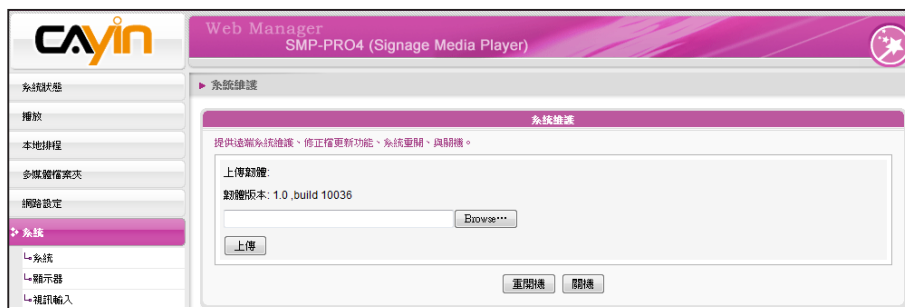 CAYIN
Web Manager
SMP-PRO4 (Signage Media Player)
系統狀態
播放
本地排程
多媒體檔案夾
網路設定
系統
系統
顯示器
視訊輸入
系統維護
系統維護
提供遠端系統維護、修正檔更新功能、系統重開、與關機。
上傳韌體:
韌體版本: 1.0 ,build 10036
Browse…
上傳
重開機
關機